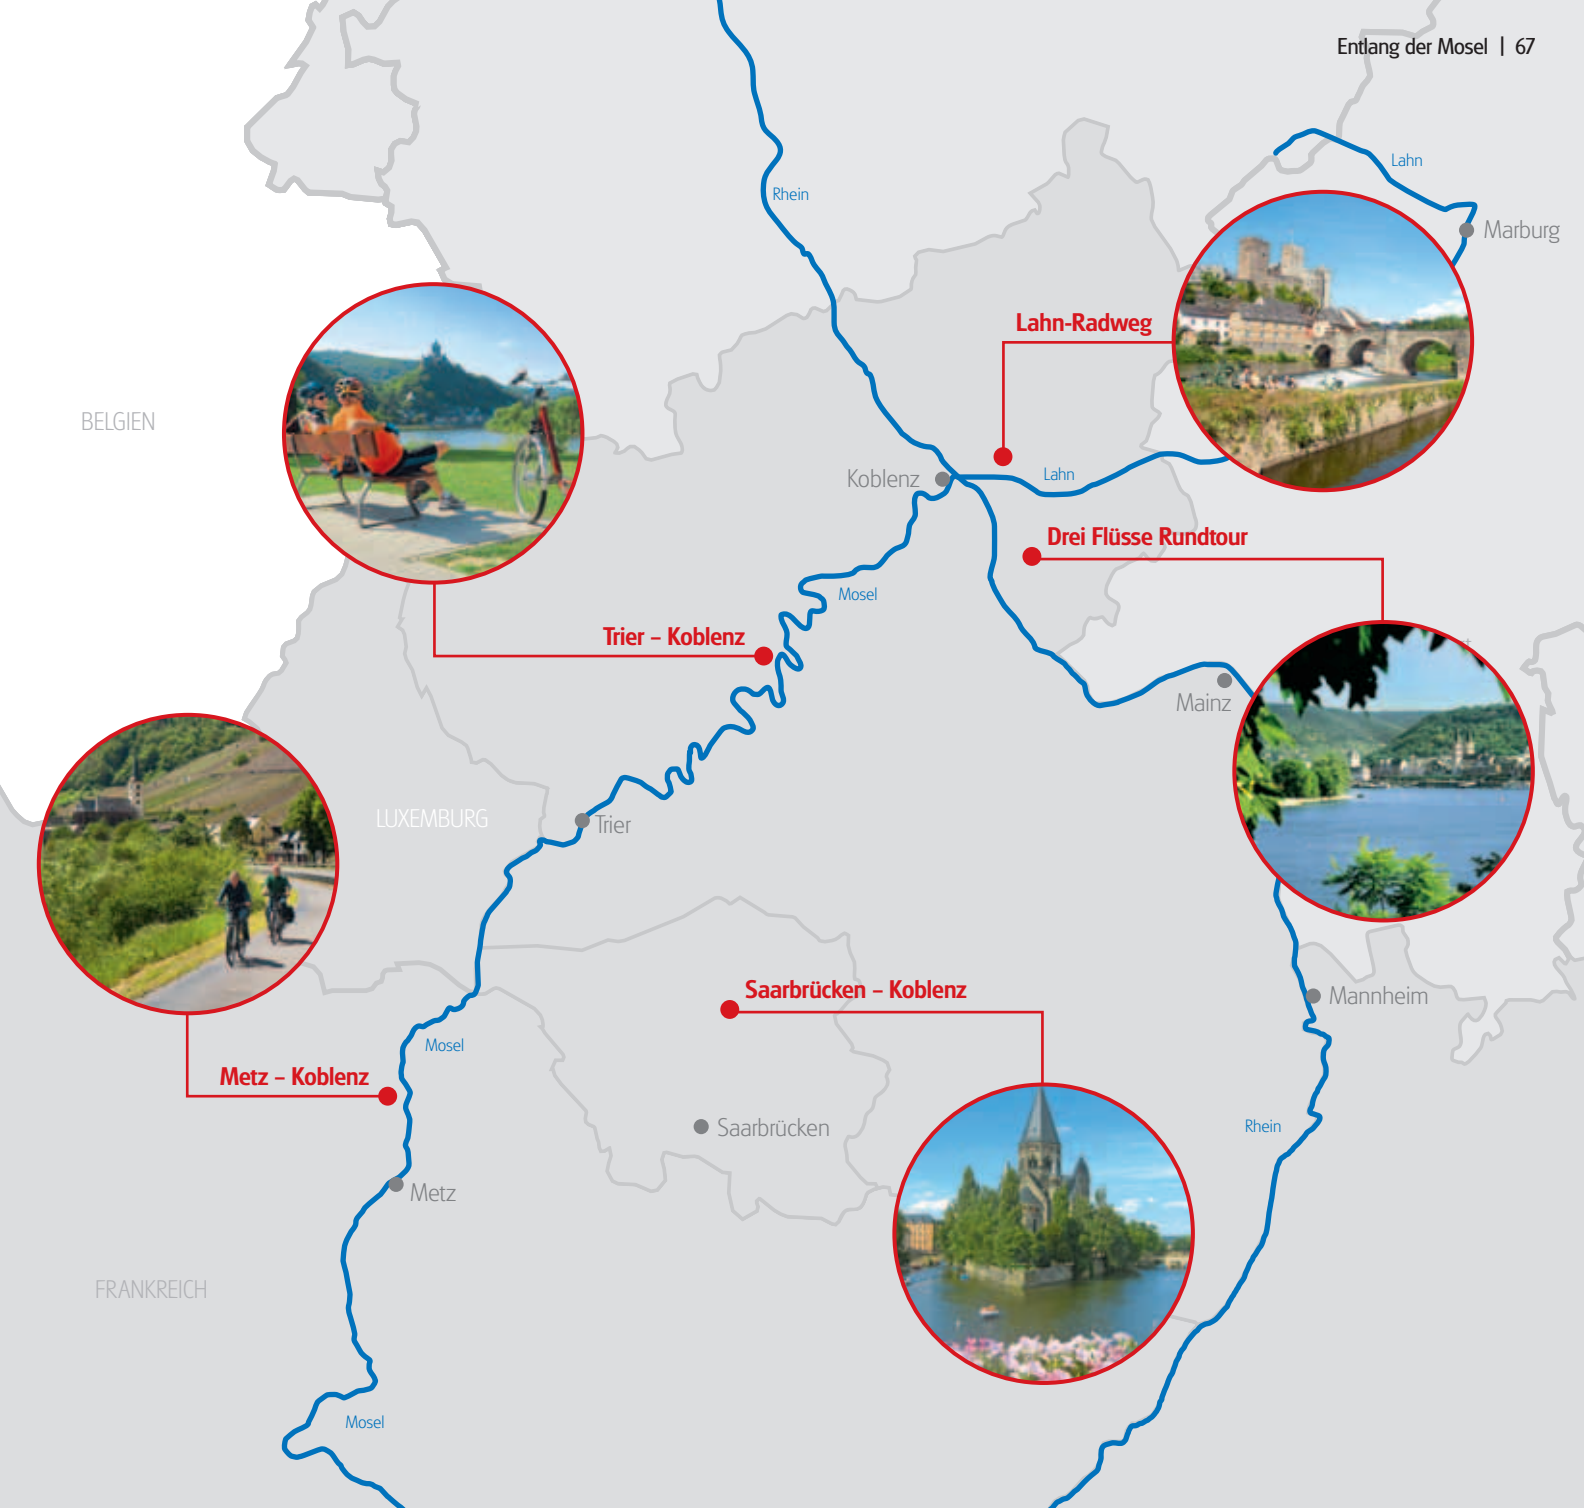 Entlang der Mosel | 67
Lahn
Rhein
Marburg
Lahn-Radweg
BELGIEN
Koblenz
Lahn
Drei Flüsse Rundtour
Mosel
Trier – Koblenz
Mainz
LUXEMBURG
Trier
Saarbrücken – Koblenz
Mannheim
Mosel
Metz – Koblenz
Rhein
Saarbrücken
Metz
FRANKREICH
Mosel